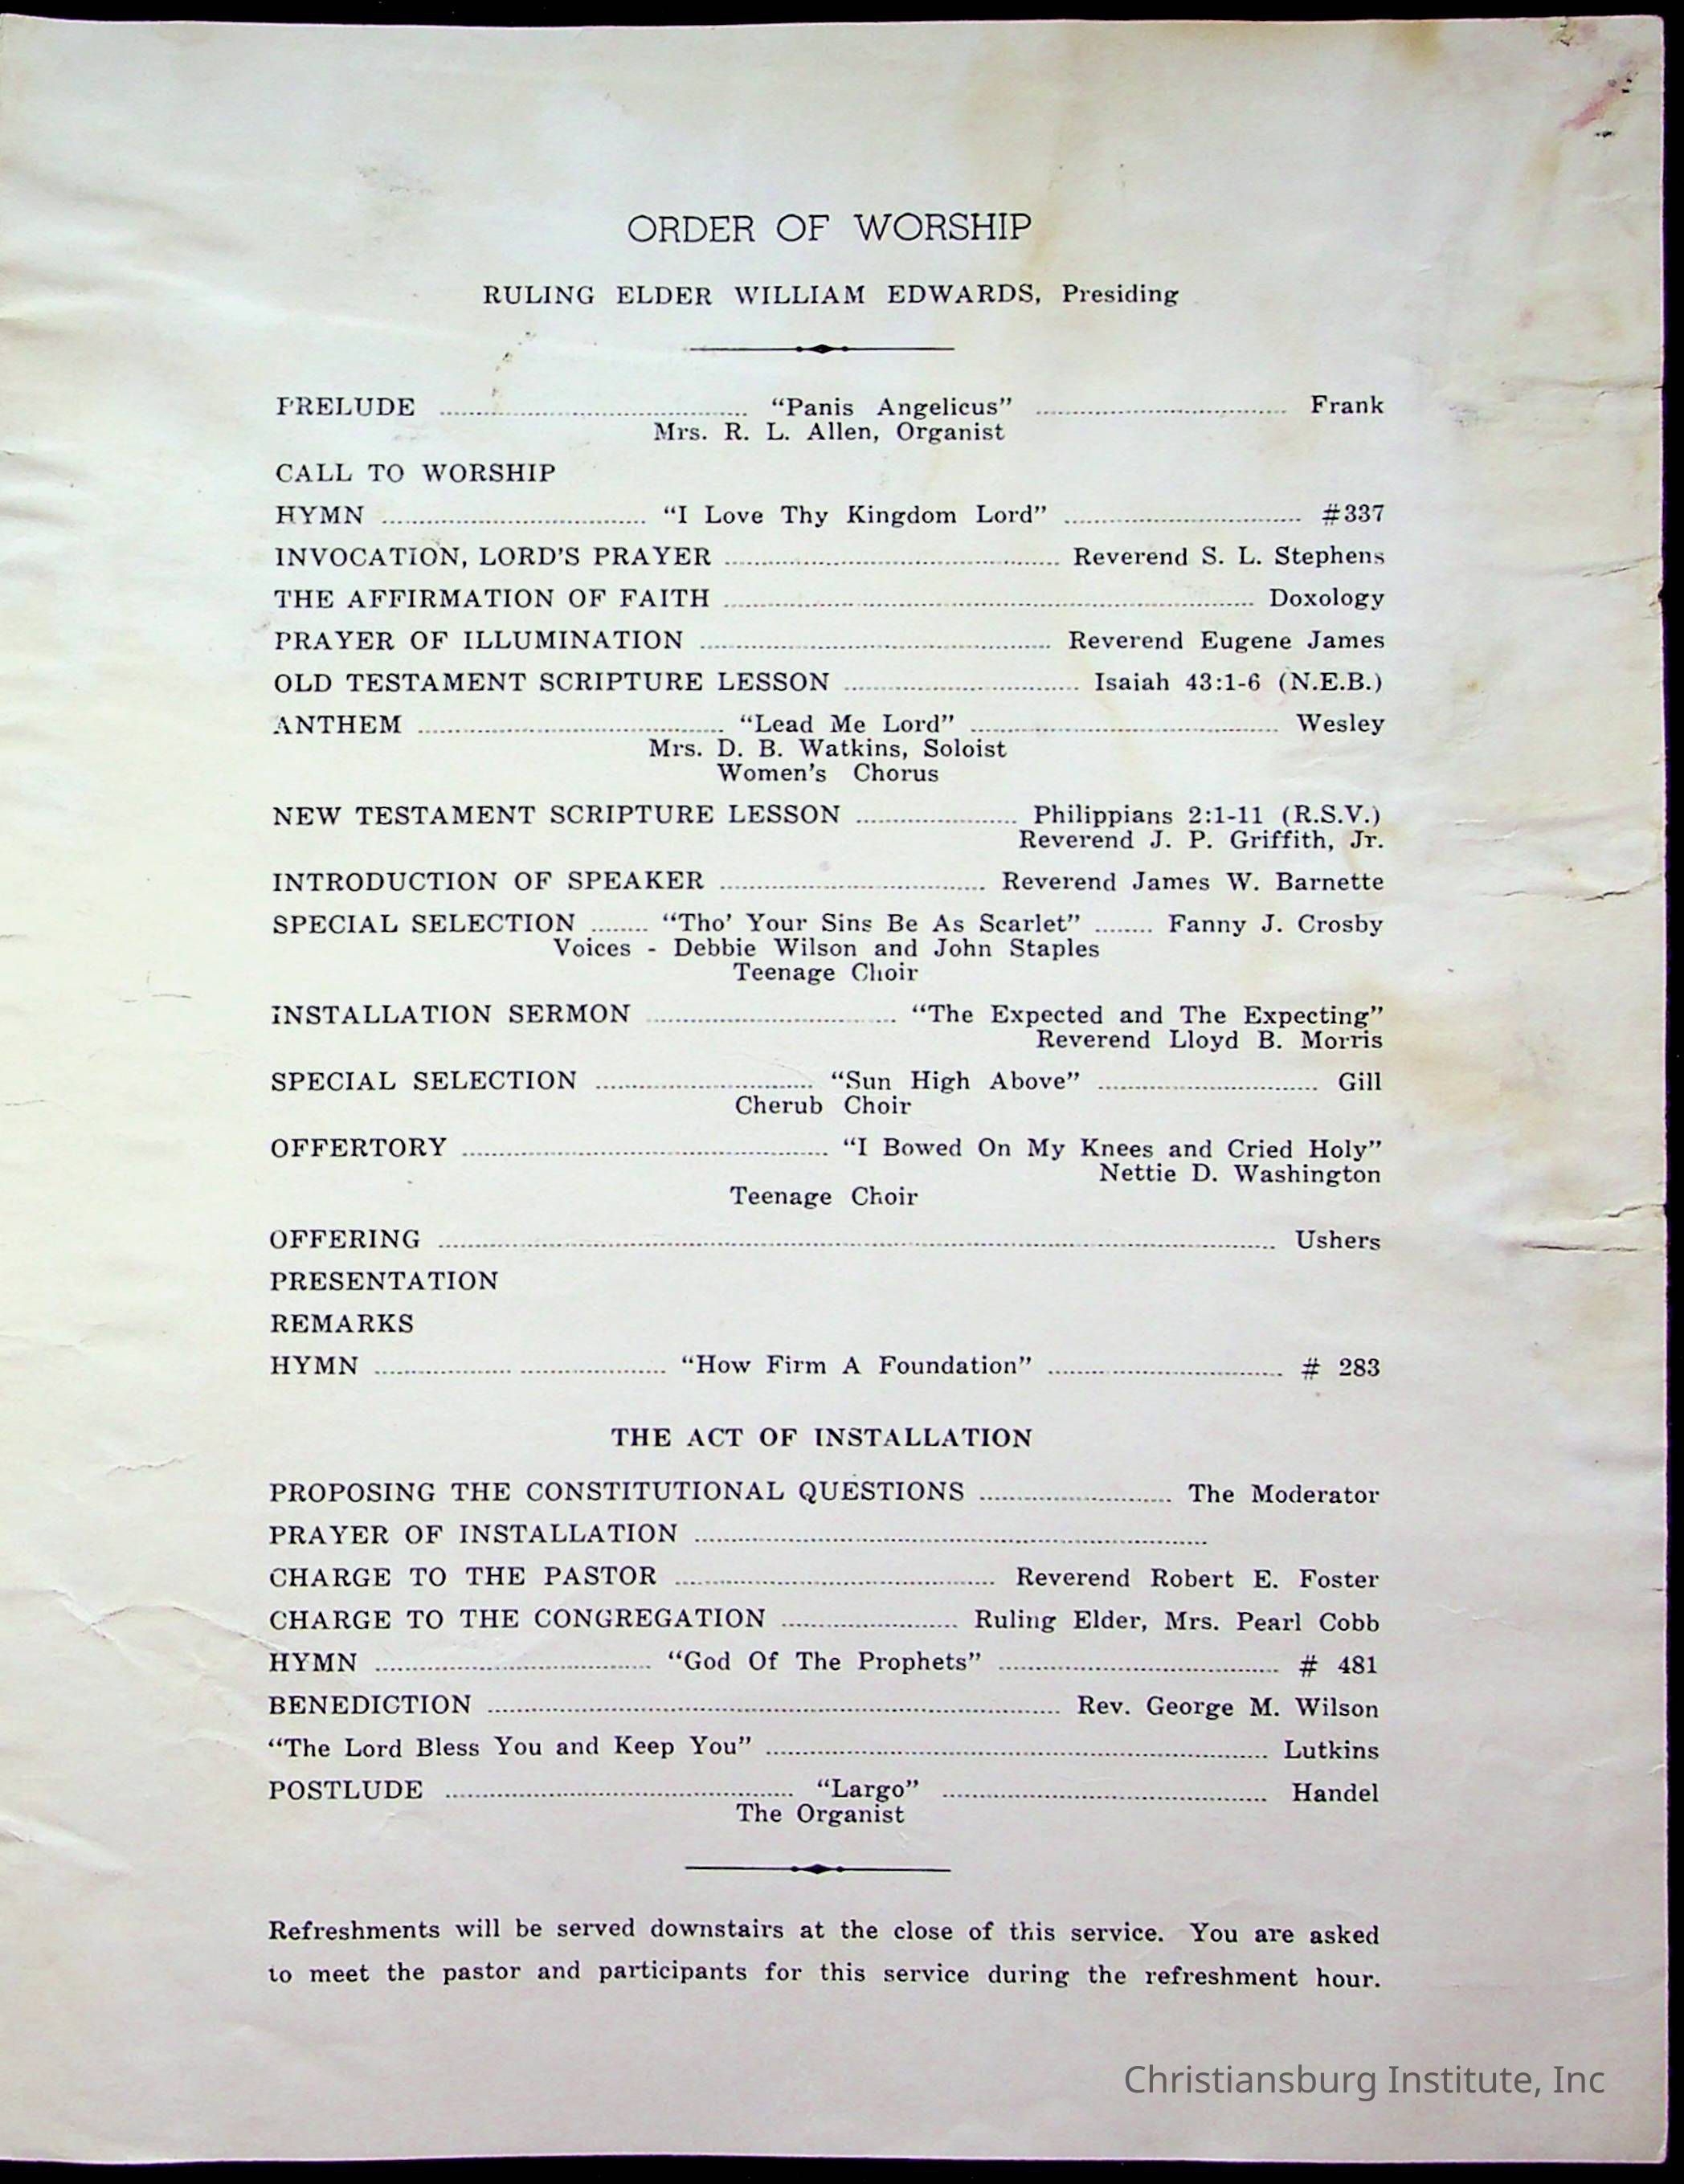 ORDER OF WORSHIP
RULING ELDER WILLIAM EDWARDS, Presiding
PRELUDE ........ "Panis Angelicus" ........ Frank
Mrs. R. L. Allen, Organist
CALL TO WORSHIP
HYMN ........ "I Love Thy Kingdom Lord" ........ #337
INVOCATION, LORD'S PRAYER ........ Reverend S. L. Stephens
THE AFFIRMATION OF FAITH ........ Doxology
PRAYER OF ILLUMINATION ........ Reverend Eugene James
OLD TESTAMENT SCRIPTURE LESSON ........ Isaiah 43:1-6 (N.E.B.)
ANTHEM ........ "Lead Me Lord" ........ Wesley
Mrs. D. B. Watkins, Soloist
Women's Chorus
NEW TESTAMENT SCRIPTURE LESSON ........ Philippians 2:1-11 (R.S.V.)
Reverend J. P. Griffith, Jr.
INTRODUCTION OF SPEAKER ........ Reverend James W. Barnette
SPECIAL SELECTION ........ "Tho' Your Sins Be As Scarlet" ........ Fanny J. Crosby
Voices - Debbie Wilson and John Staples
Teenage Choir
INSTALLATION SERMON ........ "The Expected and The Expecting"
Reverend Lloyd B. Morris
SPECIAL SELECTION ........ "Sun High Above" ........ Gill
Cherub Choir
OFFERTORY ........ "I Bowed On My Knees and Cried Holy"
Nettie D. Washington
Teenage Choir
OFFERING ........ Ushers
PRESENTATION
REMARKS
HYMN ........ "How Firm A Foundation" ........ # 283
THE ACT OF INSTALLATION
PROPOSING THE CONSTITUTIONAL QUESTIONS ........ The Moderator
PRAYER OF INSTALLATION ........
CHARGE TO THE PASTOR ........ Reverend Robert E. Foster
CHARGE TO THE CONGREGATION ........ Ruling Elder, Mrs. Pearl Cobb
HYMN ........ "God Of The Prophets" ........ # 481
BENEDICTION ........ Rev. George M. Wilson
"The Lord Bless You and Keep You" ........ Lutkins
POSTLUDE ........ "Largo" ........ Handel
The Organist
Refreshments will be served downstairs at the close of this service. You are asked
to meet the pastor and participants for this service during the refreshment hour.
Christiansburg Institute, Inc